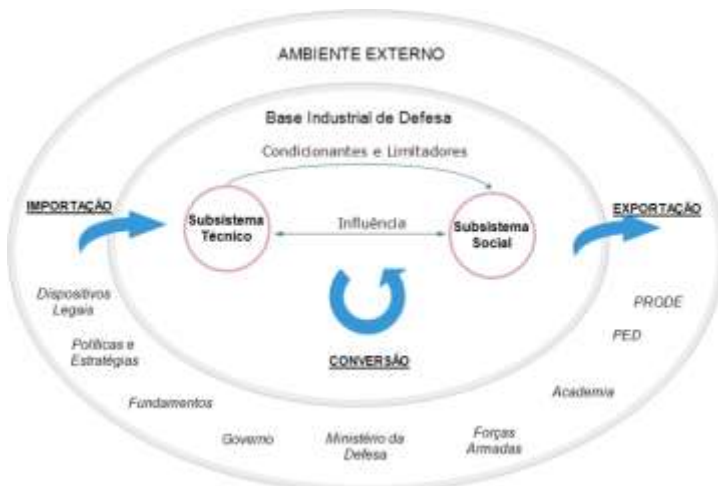 AMBIENTE EXTERNO
Base Industrial de Defesa
Condicionantes e Limitadores
IMPORTAÇÃO
EXPORTAÇÃO
Subsistema
Técnico
Influência
Subsistema
Social
Dispositivos
Legais
PRODE
Políticas e
Estratégias
PED
CONVERSÃO
Academia
Fundamentos
Governo
Ministério da
Defesa
Forças
Armadas